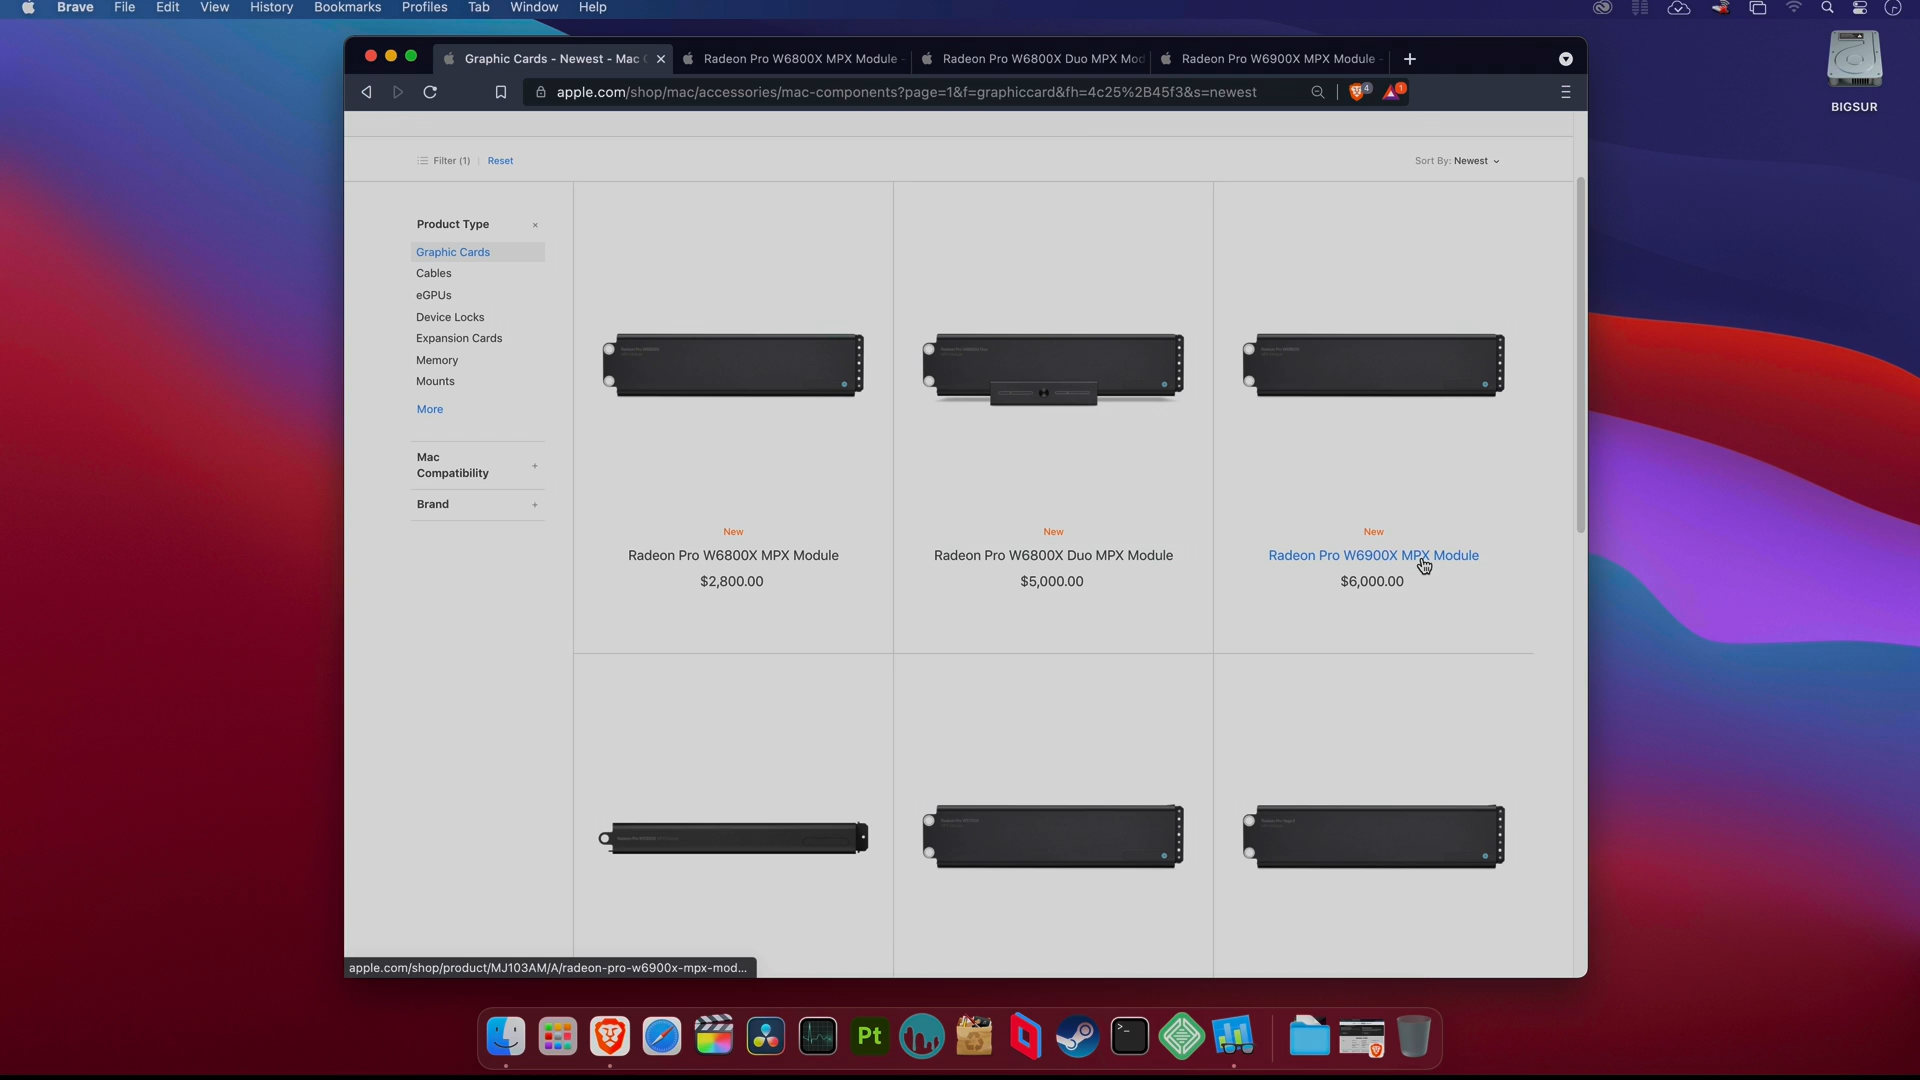 Brave File Edit View History Bookmarks Profiles Tab Window Help
BIGSUR
Graphic Cards - Newest - Mac
Radeon Pro W6800X MPX Module -
Radeon Pro W6800X Duo MPX Mod
Radeon Pro W6900X MPX Module -
apple.com/shop/mac/accessories/mac-components?page=1&f=graphiccard&fh=4c25%2B45f3&s=newest
4
1
Filter (1) | Reset
Sort By: Newest
Product Type
Graphic Cards
Cables
eGPUs
Device Locks
Expansion Cards
Memory
Mounts
More
Mac
Compatibility
Brand
New
Radeon Pro W6800X MPX Module
$2,800.00
New
Radeon Pro W6800X Duo MPX Module
$5,000.00
New
Radeon Pro W6900X MPX Module
$6,000.00
apple.com/shop/product/MJ103AM/A/radeon-pro-w6900x-mpx-mod...
Pt